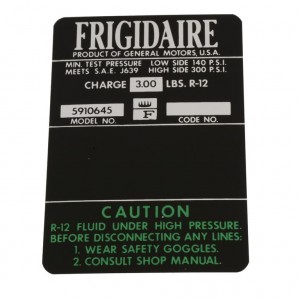 FRIGIDAIRE
PRODUCT OF GENERAL MOTORS, U.S.A.
MIN. TEST PRESSURE LOW SIDE 140 P.S.I.
MEETS S.A.E. J639 HIGH SIDE 300 P.S.I.
CHARGE 3.00 LBS. R-12
5910645 F
MODEL NO. CODE NO.
CAUTION
R-12 FLUID UNDER HIGH PRESSURE.
BEFORE DISCONNECTING ANY LINES:
1. WEAR SAFETY GOGGLES.
2. CONSULT SHOP MANUAL.